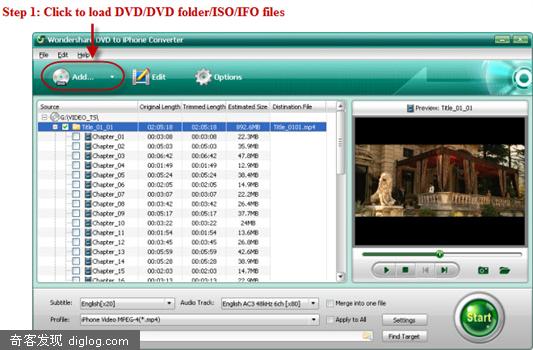 Step 1: Click to load DVD/DVD folder/ISO/IFO files
Wondershare DVD to iPhone Converter
File Edit Help
Add... Edit Options
Source Original Length Trimmed Length Estimated Size Distination File
G:\VIDEO_TS\
Title_01_01 02:05:18 02:05:18 892.6MB Title_0101.mp4
Chapter_01 00:03:08 00:03:08 22.3MB
Chapter_02 00:05:03 00:05:03 35.9MB
Chapter_03 00:06:42 00:06:42 47.8MB
Chapter_04 00:01:49 00:01:49 12.9MB
Chapter_05 00:05:24 00:05:24 38.4MB
Chapter_06 00:02:05 00:02:05 14.9MB
Chapter_07 00:03:07 00:03:07 22.2MB
Chapter_08 00:03:42 00:03:42 26.4MB
Chapter_09 00:05:17 00:05:17 37.7MB
Chapter_10 00:03:22 00:03:22 24MB
Chapter_11 00:01:54 00:01:54 13.6MB
Chapter_12 00:03:45 00:03:45 26.8MB
Chapter_13 00:05:59 00:05:59 42.6MB
Chapter_14 00:05:28 00:05:28 38.9MB
Chapter_15 00:02:03 00:02:03 14.7MB
Chapter_16 00:03:13 00:03:13 22.9MB
Preview: Title_01_01
Subtitle: English[x20] Audio Track: English AC3 48kHz 6ch [x80] Merge into one file
Profile: iPhone Video MPEG-4(*.mp4) Apply to All Settings
Find Target
Start
奇客发现 diglog.com